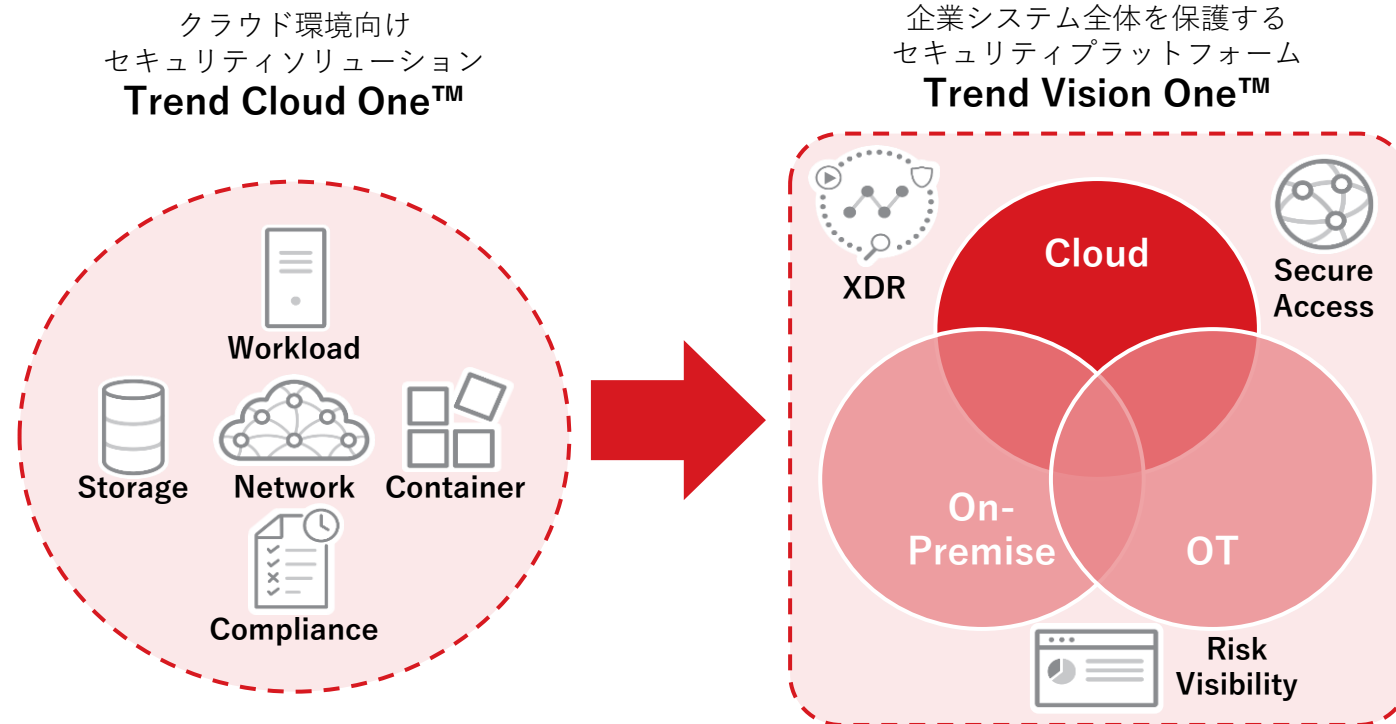 クラウド環境向け
セキュリティソリューション
Trend Cloud One™
Workload
Storage
Network
Container
Compliance
企業システム全体を保護する
セキュリティプラットフォーム
Trend Vision One™
XDR
Cloud
Secure
Access
On-
Premise
OT
Risk
Visibility